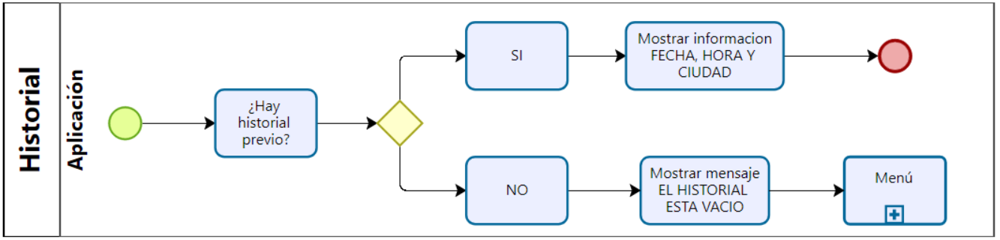 Historial
Aplicación
¿Hay
historial
previo?
SI
Mostrar informacion
FECHA, HORA Y
CIUDAD
NO
Mostrar mensaje
EL HISTORIAL
ESTA VACIO
Menú